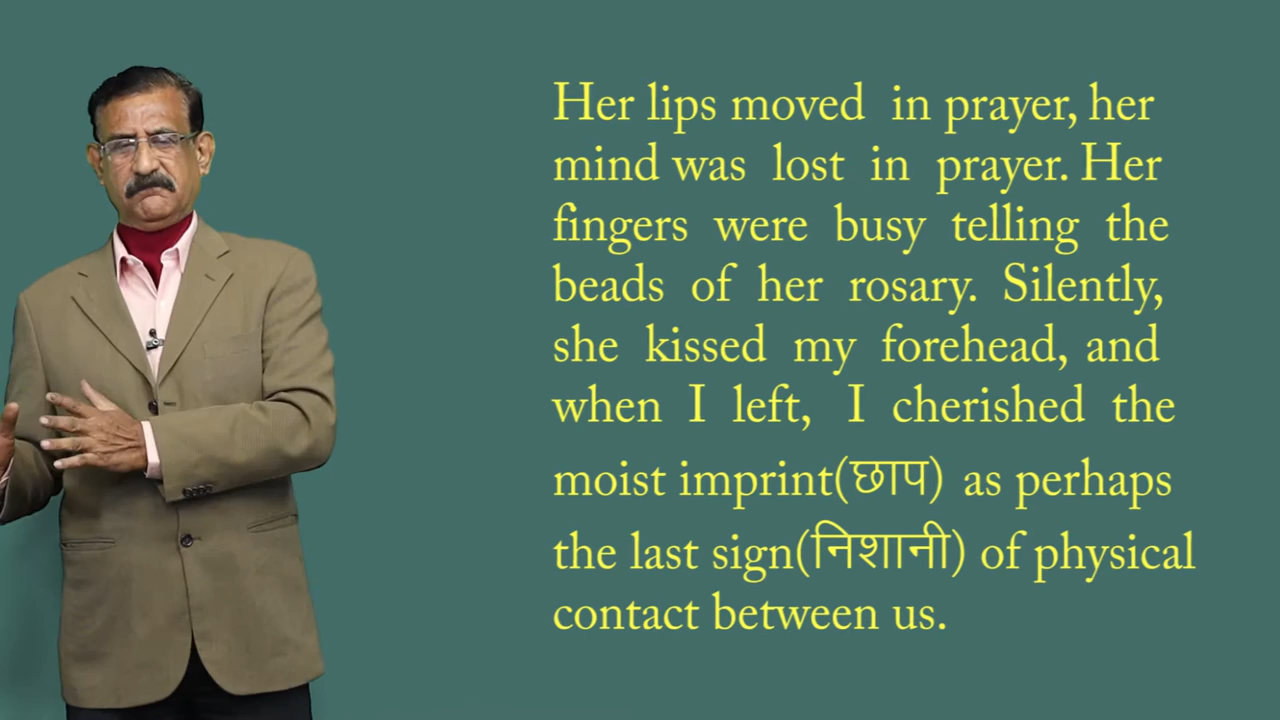 Her lips moved in prayer, her
mind was lost in prayer. Her
fingers were busy telling the
beads of her rosary. Silently,
she kissed my forehead, and
when I left, I cherished the
moist imprint(छाप) as perhaps
the last sign(निशानी) of physical
contact between us.